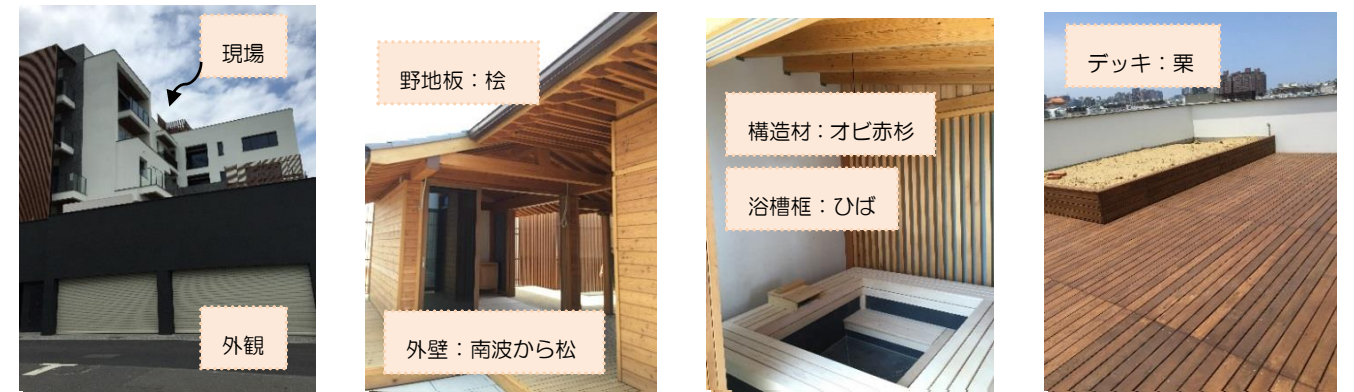 現場
外観
野地板：桧
外壁：南波から松
構造材：オビ赤杉
浴槽框：ひば
デッキ：栗